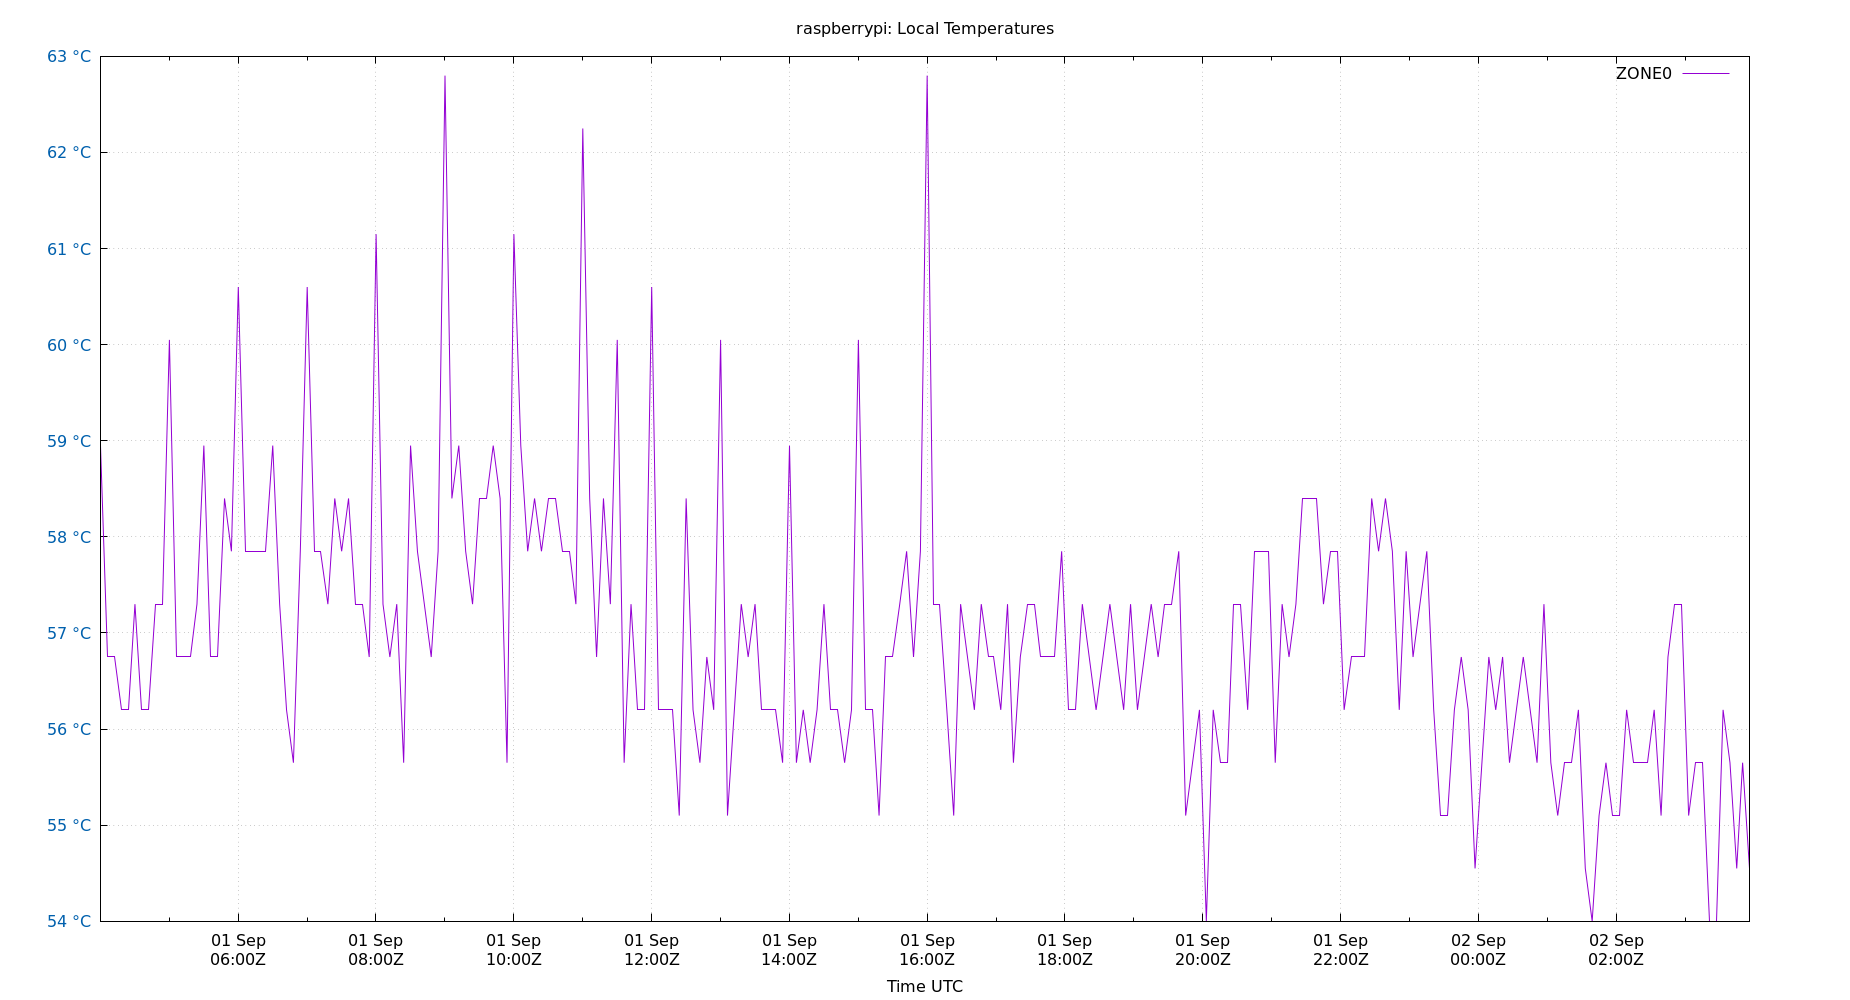 raspberrypi: Local Temperatures
ZONE0
63 °C
62 °C
61 °C
60 °C
59 °C
58 °C
57 °C
56 °C
55 °C
54 °C
01 Sep 01 Sep 01 Sep 01 Sep 01 Sep 01 Sep 01 Sep 01 Sep 01 Sep 02 Sep 02 Sep
06:00Z 08:00Z 10:00Z 12:00Z 14:00Z 16:00Z 18:00Z 20:00Z 22:00Z 00:00Z 02:00Z
Time UTC